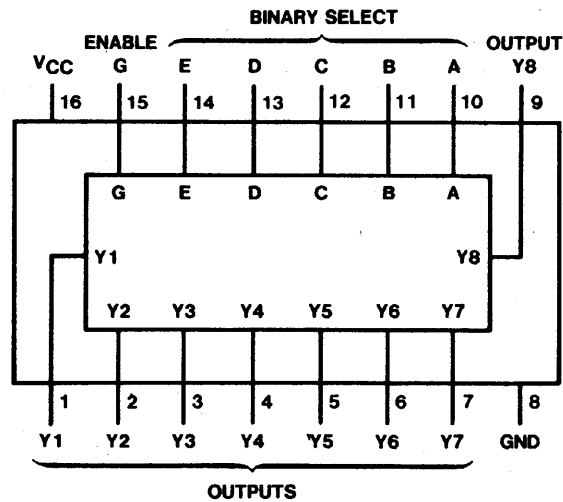 BINARY SELECT
ENABLE OUTPUT
VCC G E D C B A Y8
16 15 14 13 12 11 10 9
G E D C B A
Y1 Y8
Y2 Y3 Y4 Y5 Y6 Y7
1 2 3 4 5 6 7 8
Y1 Y2 Y3 Y4 Y5 Y6 Y7 GND
OUTPUTS